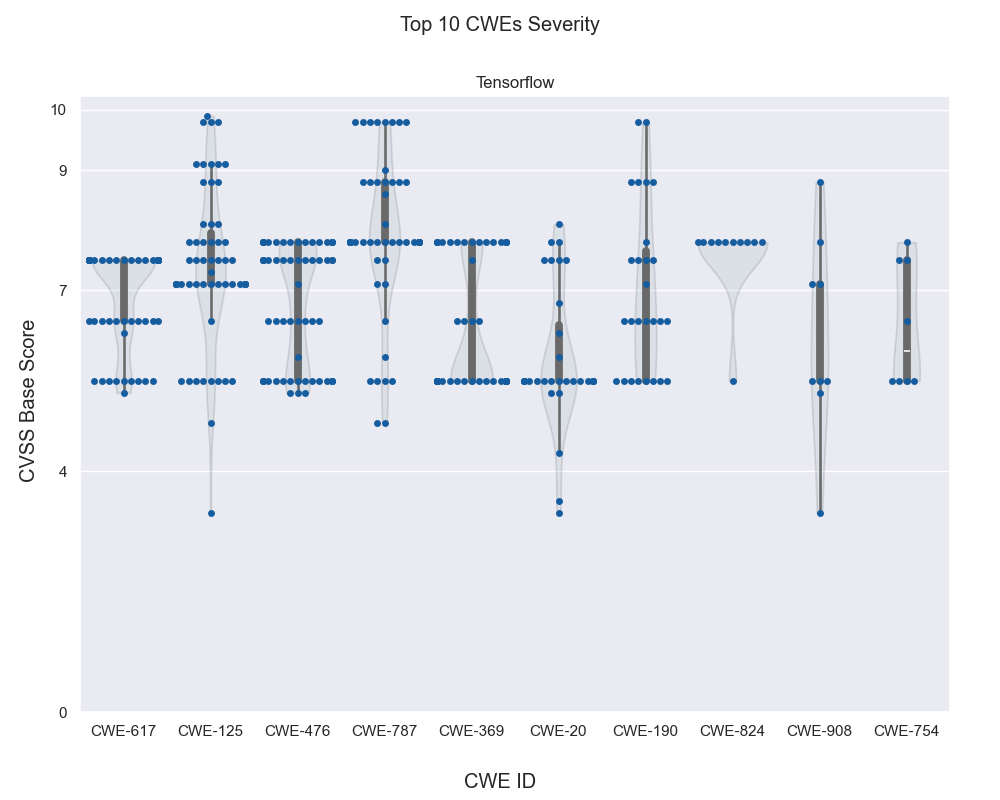 Top 10 CWEs Severity
Tensorflow
10
9
7
4
0
CVSS Base Score
CWE-617 CWE-125 CWE-476 CWE-787 CWE-369 CWE-20 CWE-190 CWE-824 CWE-908 CWE-754
CWE ID